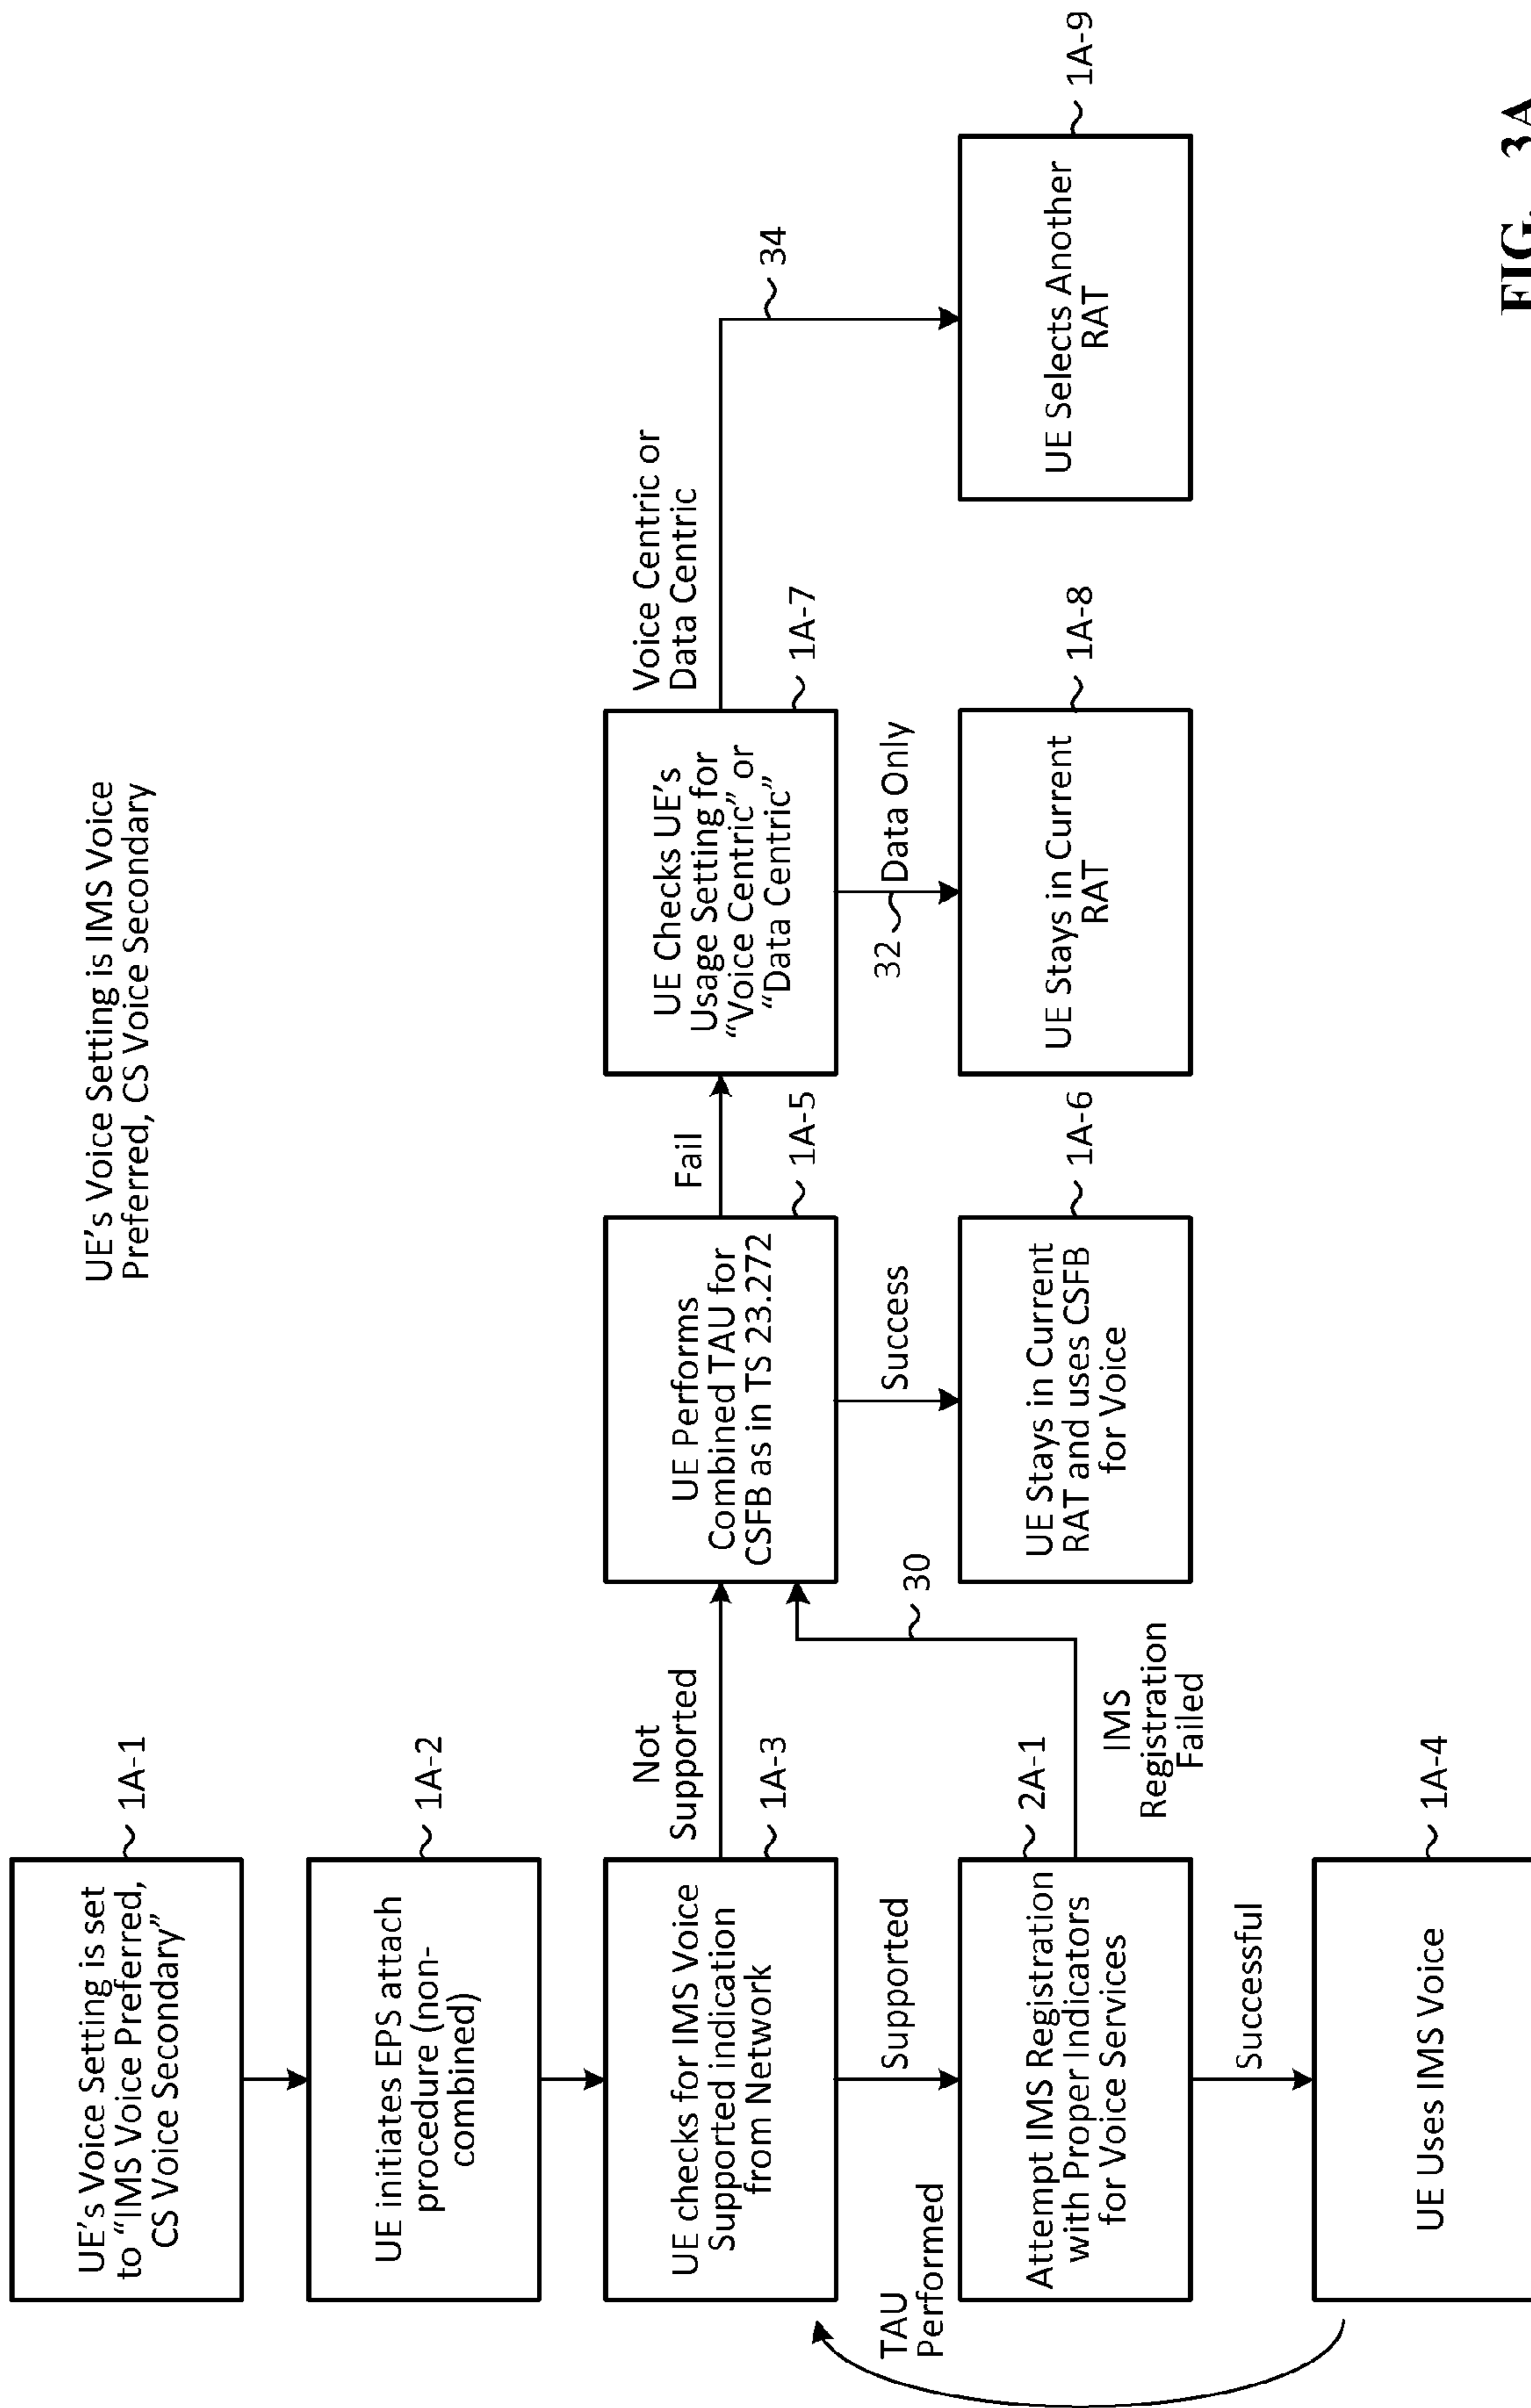 UE's Voice Setting is IMS Voice
Preferred, CS Voice Secondary
UE's Voice Setting is set
to “IMS Voice Preferred,
CS Voice Secondary”
1A-1
UE initiates EPS attach
procedure (non-
combined)
1A-2
UE checks for IMS Voice
Supported indication
from Network
1A-3
Not
Supported
UE Performs
Combined TAU for
CSFB as in TS 23.272
1A-5
Fail
UE Checks UE's
Usage Setting for
“Voice Centric” or
“Data Centric”
1A-7
Voice Centric or
Data Centric
34
TAU
Performed
Supported
30
Success
32
Data Only
Attempt IMS Registration
with Proper Indicators
for Voice Services
2A-1
IMS
Registration
Failed
UE Stays in Current
RAT and uses CSFB
for Voice
1A-6
UE Stays in Current
RAT
1A-8
UE Selects Another
RAT
1A-9
Successful
UE Uses IMS Voice
1A-4
FIG. 3A